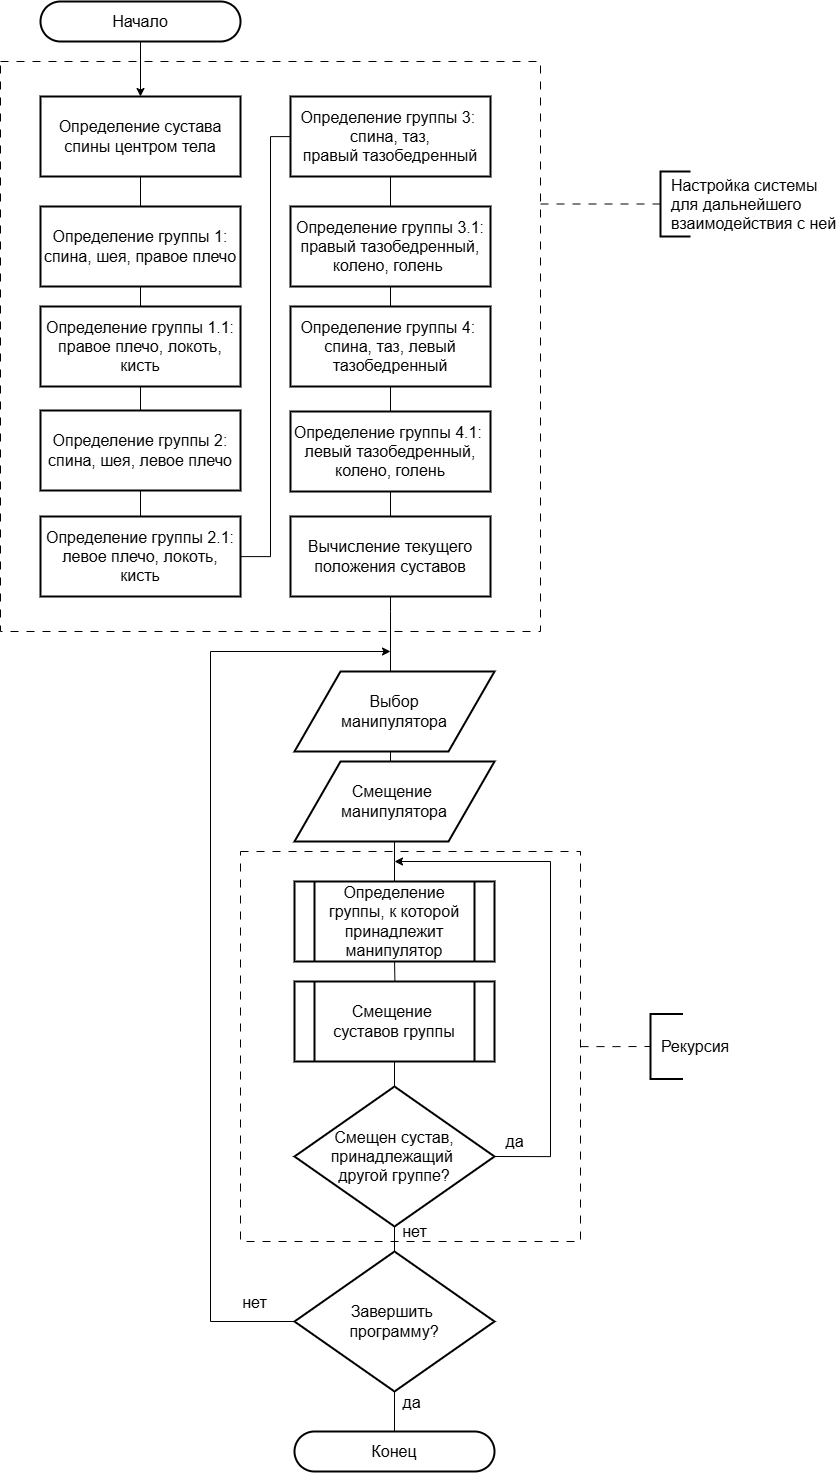 Начало
Определение сустава
спины центром тела
Определение группы 1:
спина, шея, правое плечо
Определение группы 1.1:
правое плечо, локоть,
кисть
Определение группы 2:
спина, шея, левое плечо
Определение группы 2.1:
левое плечо, локоть,
кисть
Определение группы 3:
спина, таз,
правый тазобедренный
Определение группы 3.1:
правый тазобедренный,
колено, голень
Определение группы 4:
спина, таз, левый
тазобедренный
Определение группы 4.1:
левый тазобедренный,
колено, голень
Вычисление текущего
положения суставов
Настройка системы
для дальнейшего
взаимодействия с ней
Выбор
манипулятора
Смещение
манипулятора
Определение
группы, к которой
принадлежит
манипулятор
Смещение
суставов группы
Рекурсия
Смещен сустав,
принадлежащий
другой группе?
да
нет
Завершить
программу?
нет
да
Конец